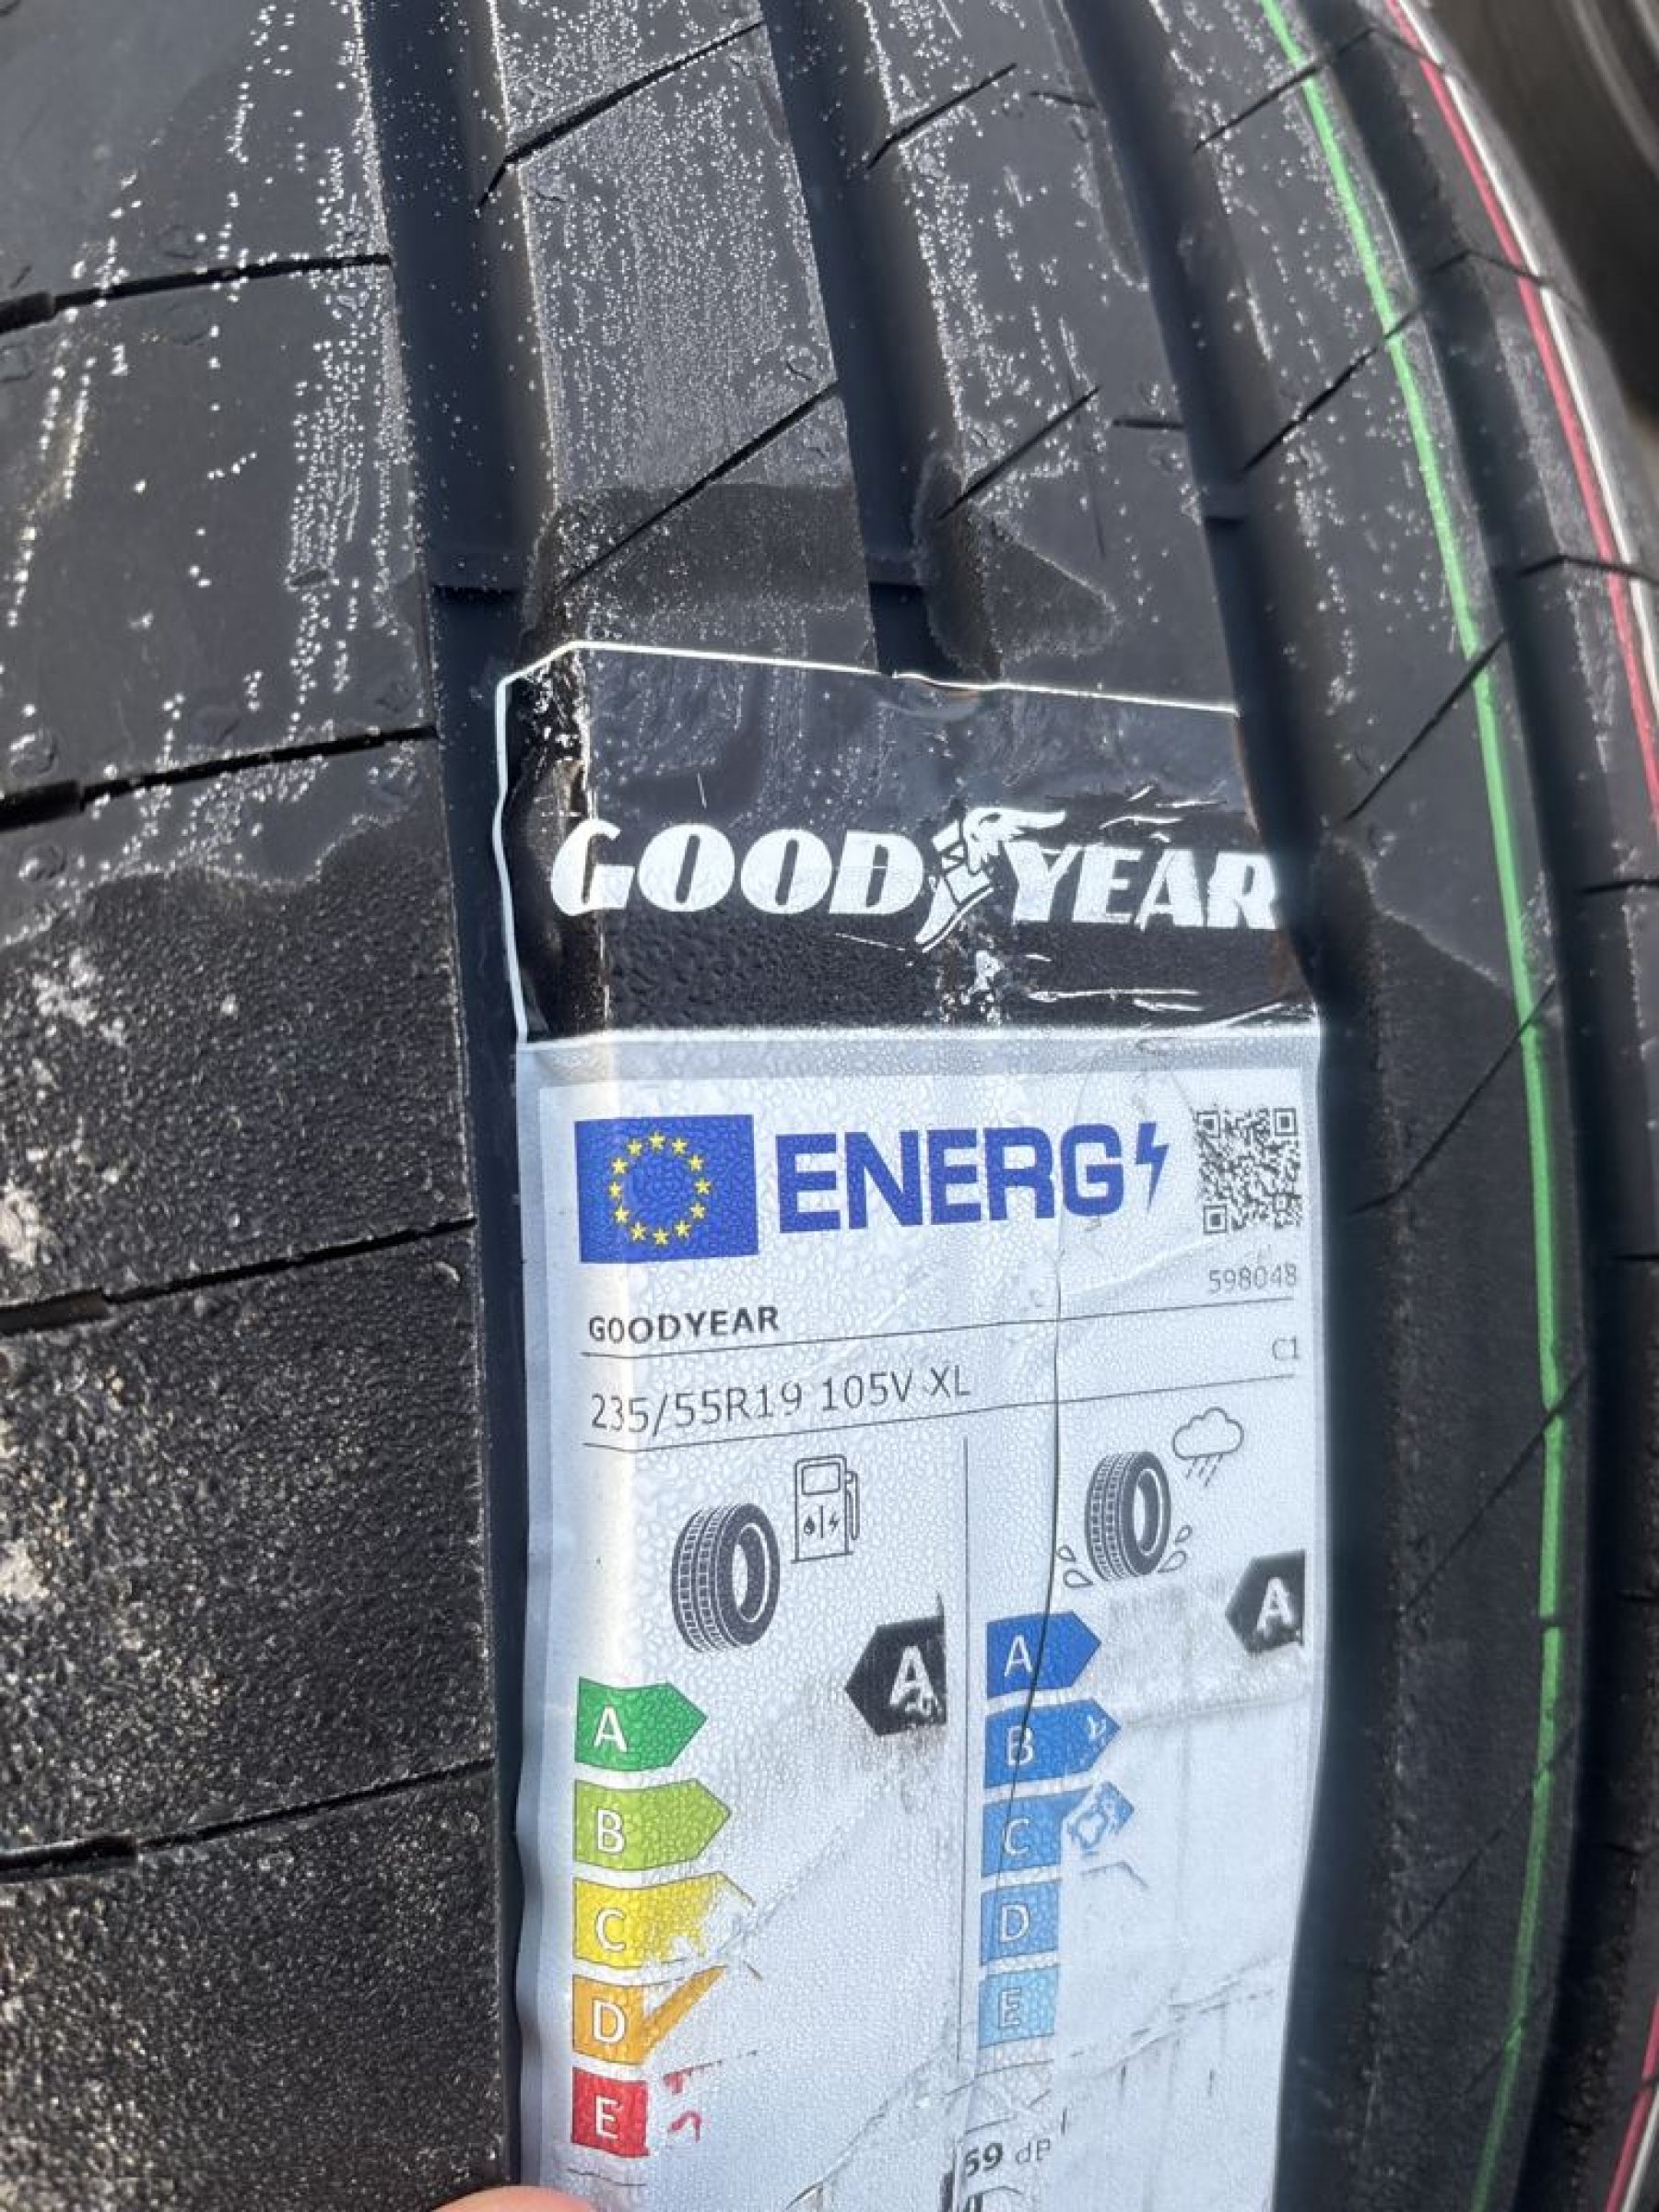 GOODYEAR
ENERG
598048
GOODYEAR
235/55R19 105V XL
C1
A
A
A
B
C
D
E
A
B
C
D
E
59 dB